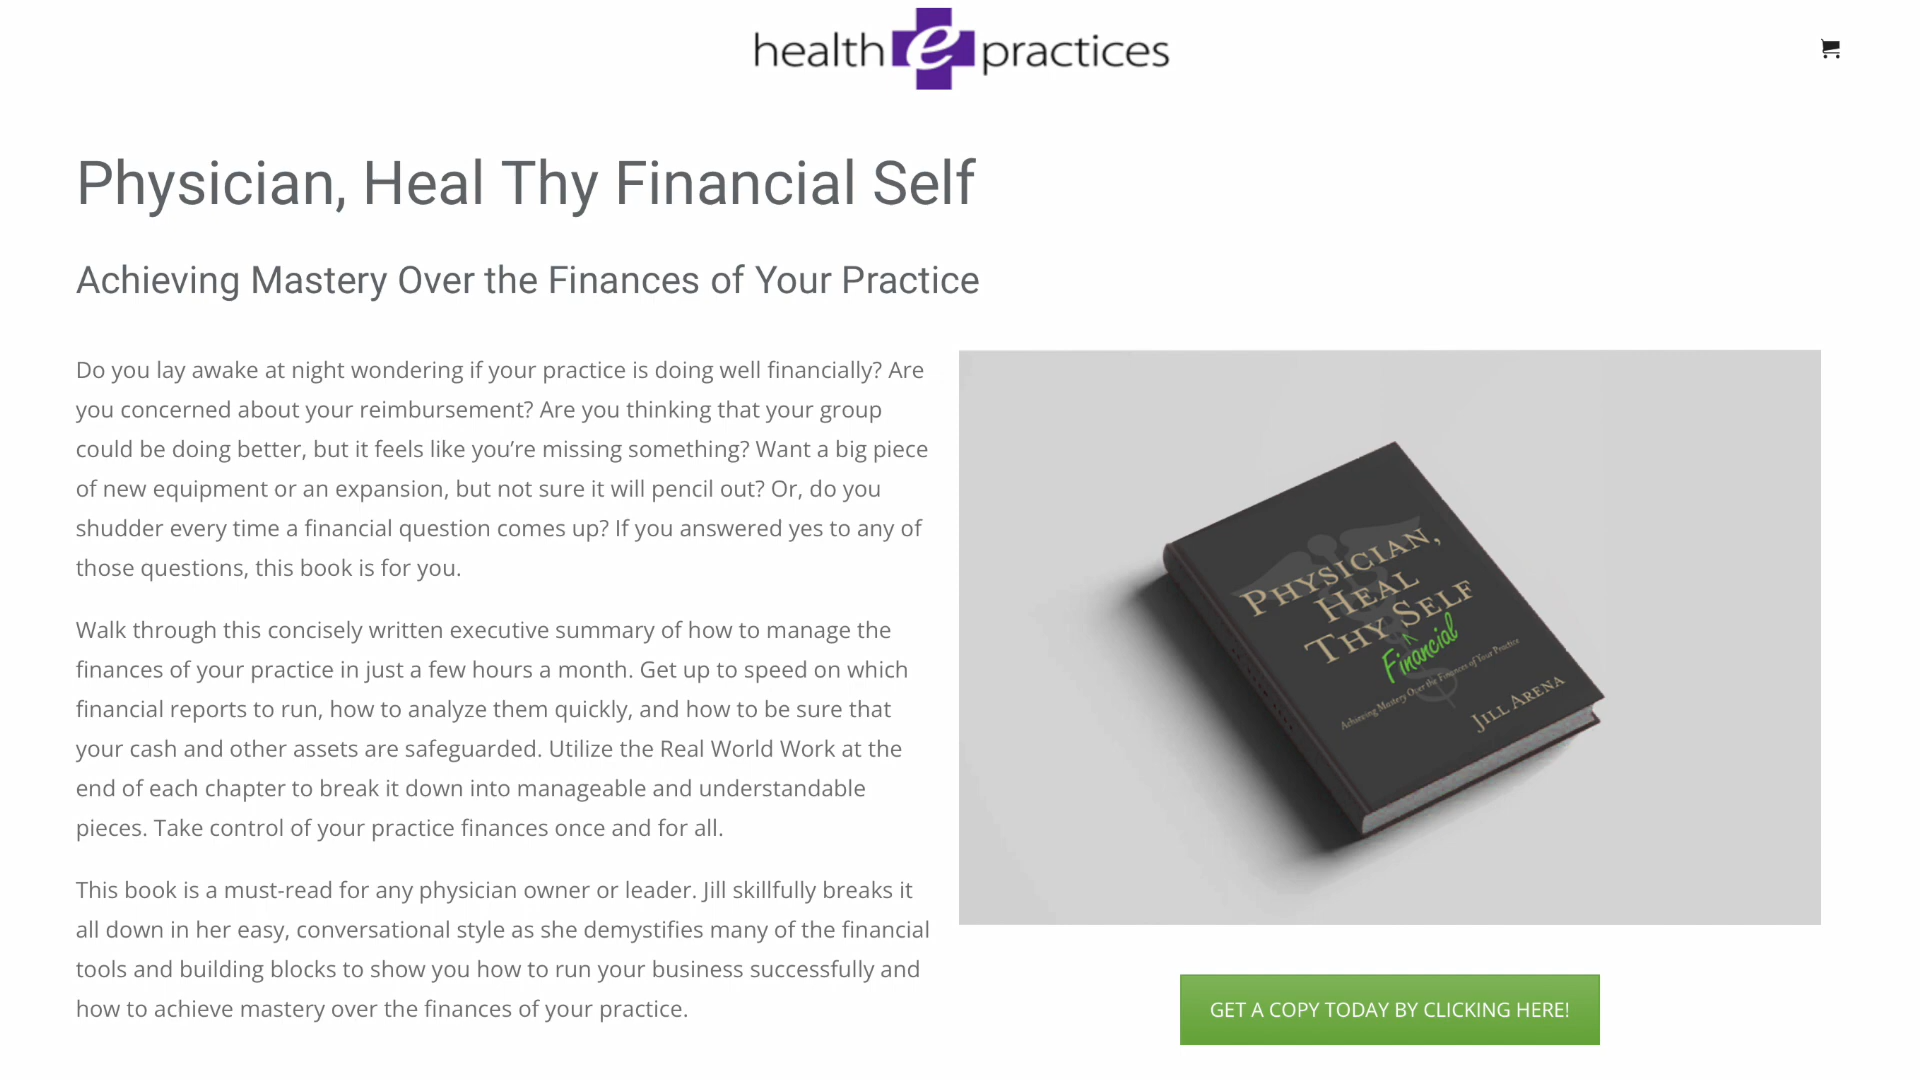 health e practices
Physician, Heal Thy Financial Self
Achieving Mastery Over the Finances of Your Practice
Do you lay awake at night wondering if your practice is doing well financially? Are
you concerned about your reimbursement? Are you thinking that your group
could be doing better, but it feels like you’re missing something? Want a big piece
of new equipment or an expansion, but not sure it will pencil out? Or, do you
shudder every time a financial question comes up? If you answered yes to any of
those questions, this book is for you.
Walk through this concisely written executive summary of how to manage the
finances of your practice in just a few hours a month. Get up to speed on which
financial reports to run, how to analyze them quickly, and how to be sure that
your cash and other assets are safeguarded. Utilize the Real World Work at the
end of each chapter to break it down into manageable and understandable
pieces. Take control of your practice finances once and for all.
This book is a must-read for any physician owner or leader. Jill skillfully breaks it
all down in her easy, conversational style as she demystifies many of the financial
tools and building blocks to show you how to run your business successfully and
how to achieve mastery over the finances of your practice.
PHYSICIAN,
HEAL
THY SELF
Financial
Achieving Mastery Over the Finances of Your Practice
JILL ARENA
GET A COPY TODAY BY CLICKING HERE!